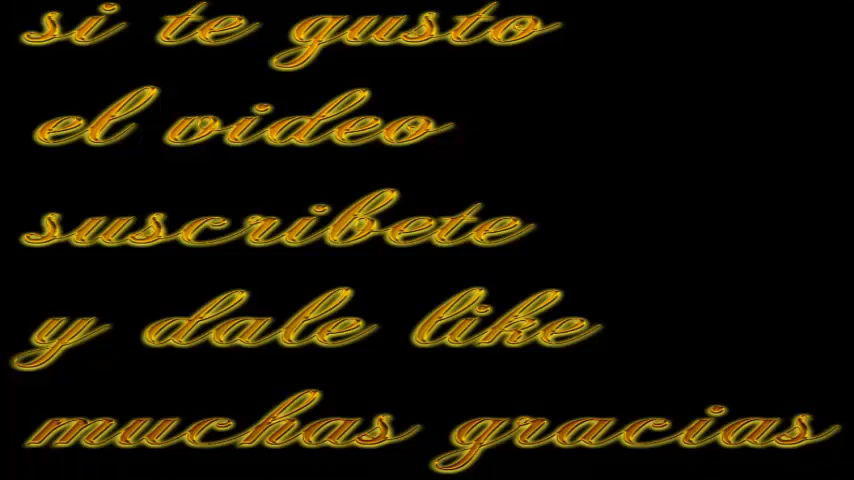 si te gusto
el video
suscribete
y dale like
muchas gracias